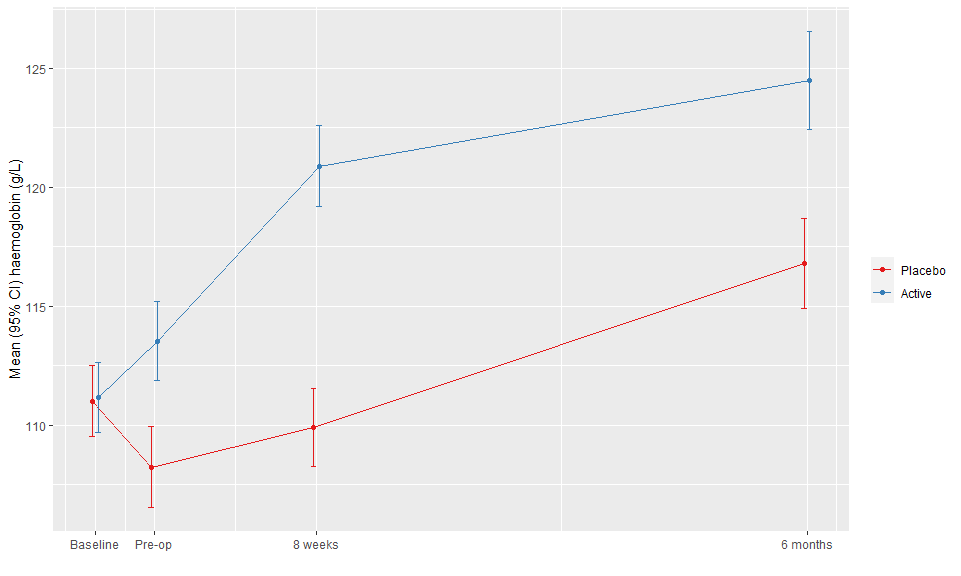 Mean (95% CI) haemoglobin (g/L)
125
120
115
110
Baseline
Pre-op
8 weeks
6 months
Placebo
Active